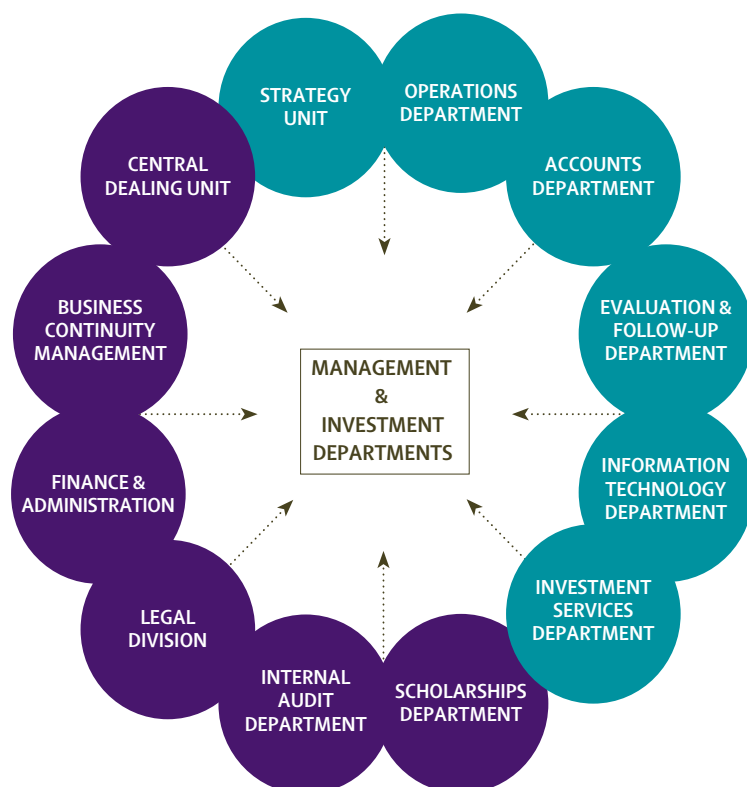 STRATEGY
UNIT
OPERATIONS
DEPARTMENT
ACCOUNTS
DEPARTMENT
EVALUATION &
FOLLOW-UP
DEPARTMENT
INFORMATION
TECHNOLOGY
DEPARTMENT
INVESTMENT
SERVICES
DEPARTMENT
SCHOLARSHIPS
DEPARTMENT
INTERNAL
AUDIT
DEPARTMENT
LEGAL
DIVISION
FINANCE &
ADMINISTRATION
BUSINESS
CONTINUITY
MANAGEMENT
CENTRAL
DEALING UNIT
MANAGEMENT
&
INVESTMENT
DEPARTMENTS